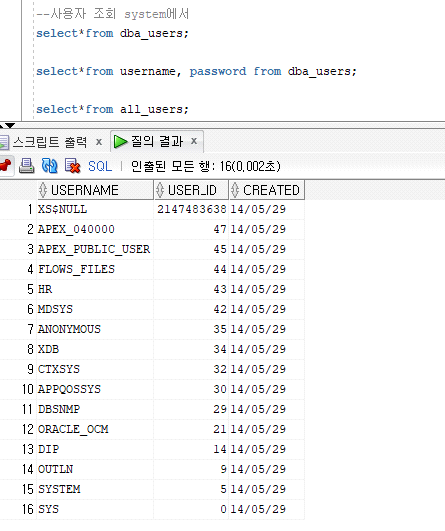 --사용자 조회 system에서
select*from dba_users;
select*from username, password from dba_users;
select*from all_users;
스크립트 출력 x 질의 결과 x
SQL | 인출된 모든 행: 16(0,002초)
USERNAME USER_ID CREATED
1 XS$NULL 2147483638 14/05/29
2 APEX_040000 47 14/05/29
3 APEX_PUBLIC_USER 45 14/05/29
4 FLOWS_FILES 44 14/05/29
5 HR 43 14/05/29
6 MDSYS 42 14/05/29
7 ANONYMOUS 35 14/05/29
8 XDB 34 14/05/29
9 CTXSYS 32 14/05/29
10 APPQOSSYS 30 14/05/29
11 DBSNMP 29 14/05/29
12 ORACLE_OCM 21 14/05/29
13 DIP 14 14/05/29
14 OUTLN 9 14/05/29
15 SYSTEM 5 14/05/29
16 SYS 0 14/05/29